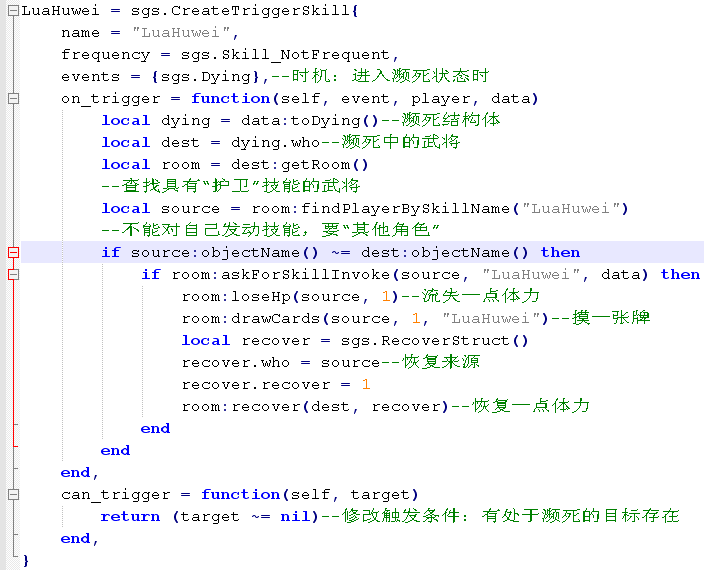 LuaHuwei = sgs.CreateTriggerSkill{
name = "LuaHuwei",
frequency = sgs.Skill_NotFrequent,
events = {sgs.Dying},--时机：进入濒死状态时
on_trigger = function(self, event, player, data)
local dying = data:toDying()--濒死结构体
local dest = dying.who--濒死中的武将
local room = dest:getRoom()
--查找具有“护卫”技能的武将
local source = room:findPlayerBySkillName("LuaHuwei")
--不能对自己发动技能，要“其他角色”
if source:objectName() ~= dest:objectName() then
if room:askForSkillInvoke(source, "LuaHuwei", data) then
room:loseHp(source, 1)--流失一点体力
room:drawCards(source, 1, "LuaHuwei")--摸一张牌
local recover = sgs.RecoverStruct()
recover.who = source--恢复来源
recover.recover = 1
room:recover(dest, recover)--恢复一点体力
end
end
end,
can_trigger = function(self, target)
return (target ~= nil)--修改触发条件：有处于濒死的目标存在
end,
}